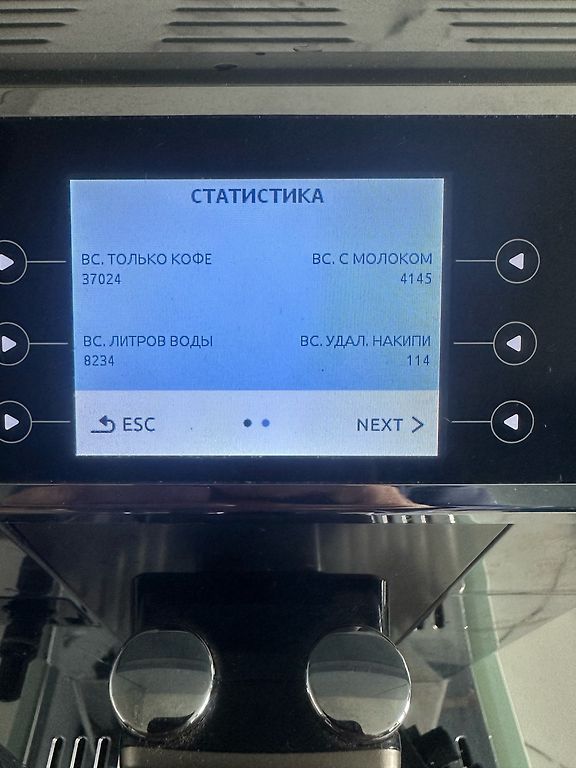 СТАТИСТИКА
ВС. ТОЛЬКО КОФЕ
37024
ВС. С МОЛОКОМ
4145
ВС. ЛИТРОВ ВОДЫ
8234
ВС. УДАЛ. НАКИПИ
114
ESC
NEXT